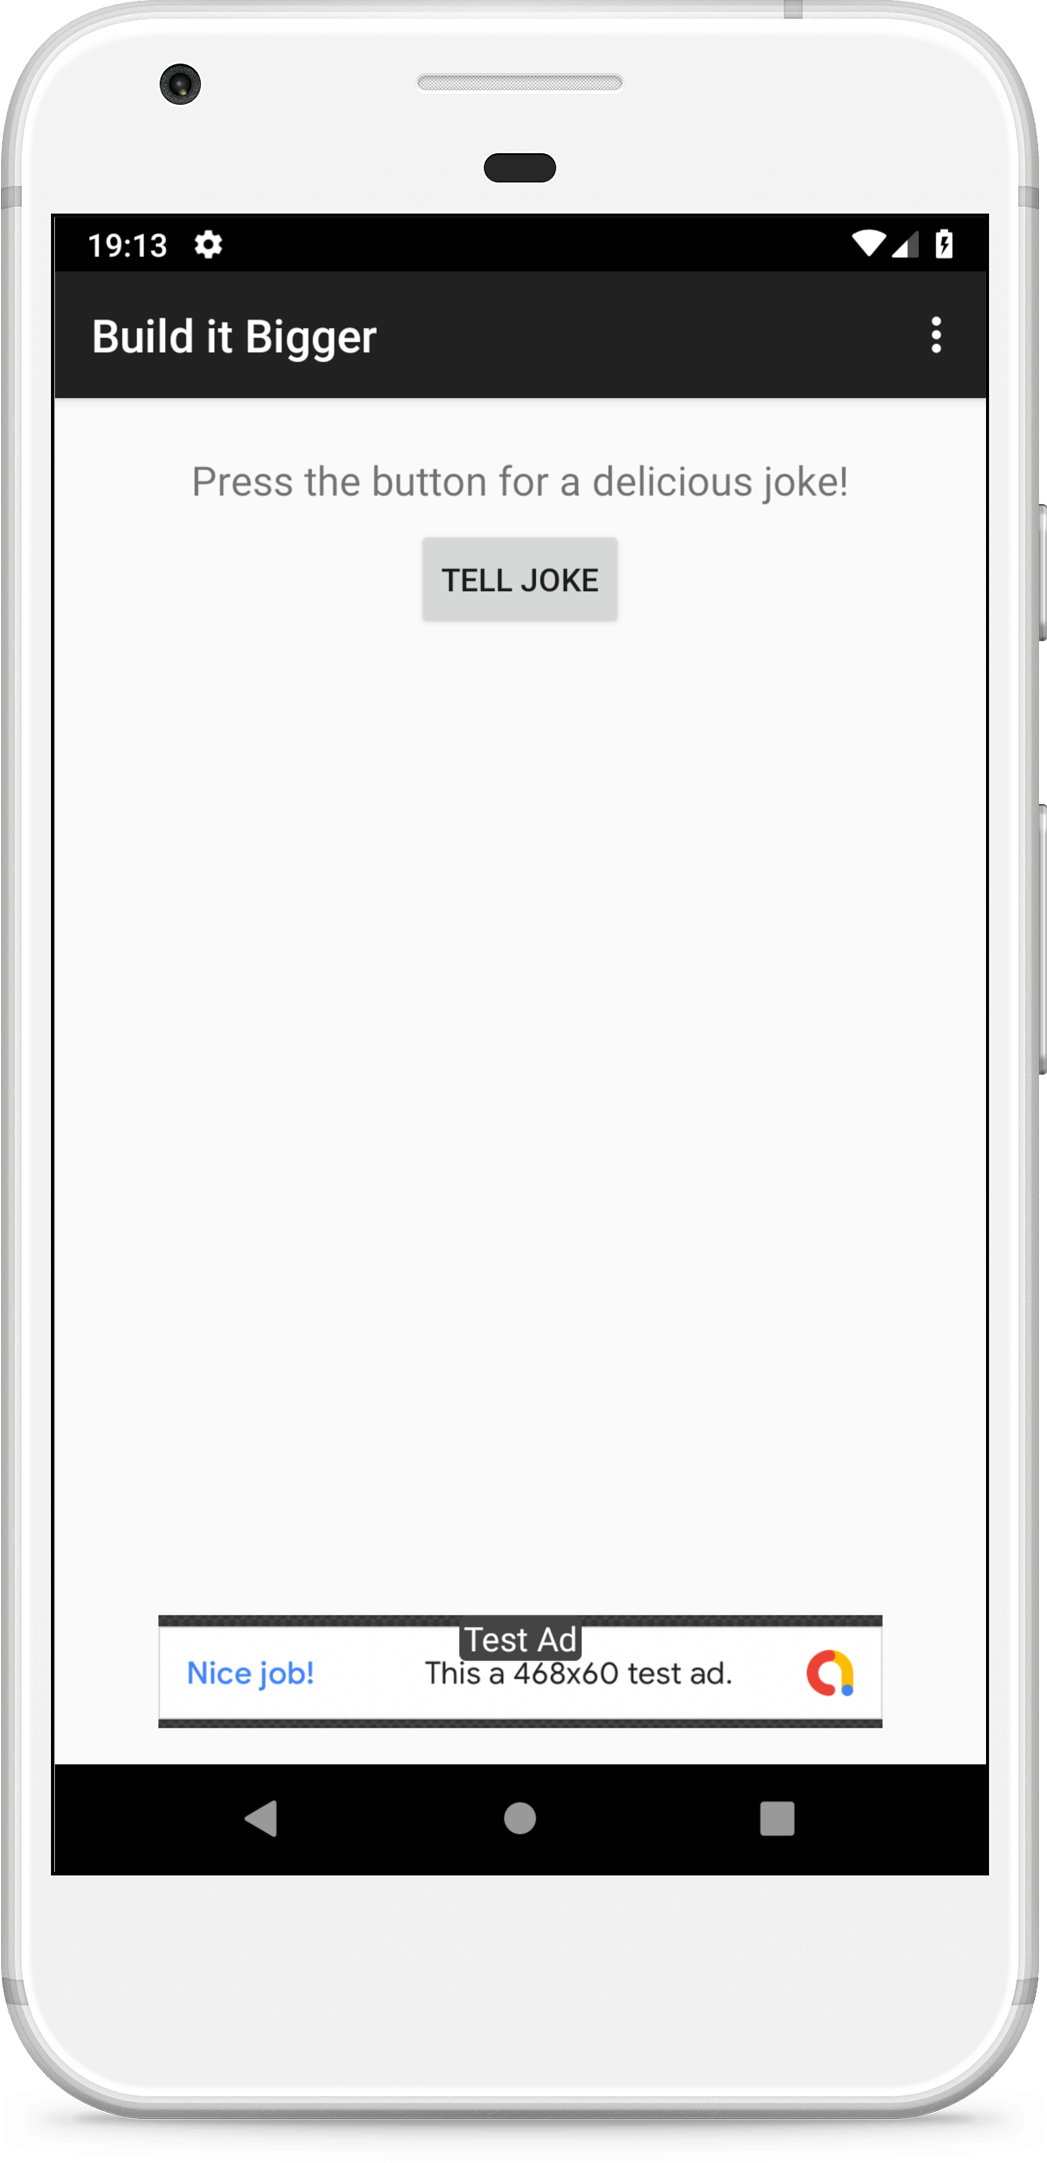 19:13
Build it Bigger
Press the button for a delicious joke!
TELL JOKE
Test Ad
Nice job! This a 468x60 test ad.